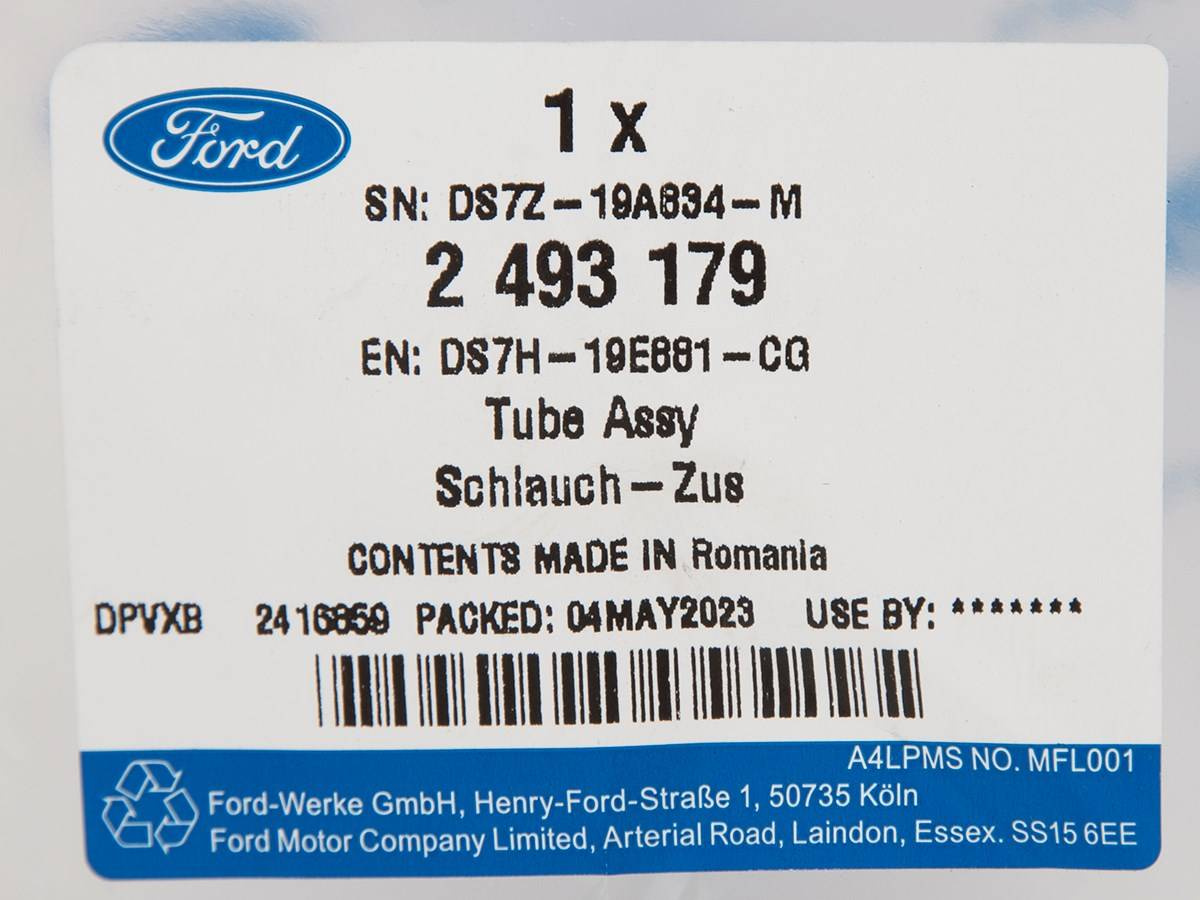 Ford
1 x
SN: DS7Z-19A834-M
2 493 179
EN: DS7H-19E881-CG
Tube Assy
Schlauch-Zus
CONTENTS MADE IN Romania
DPVXB 2416859 PACKED: 04MAY2023 USE BY: *******
A4LPMS NO. MFL001
Ford-Werke GmbH, Henry-Ford-Straße 1, 50735 Köln
Ford Motor Company Limited, Arterial Road, Laindon, Essex. SS15 6EE